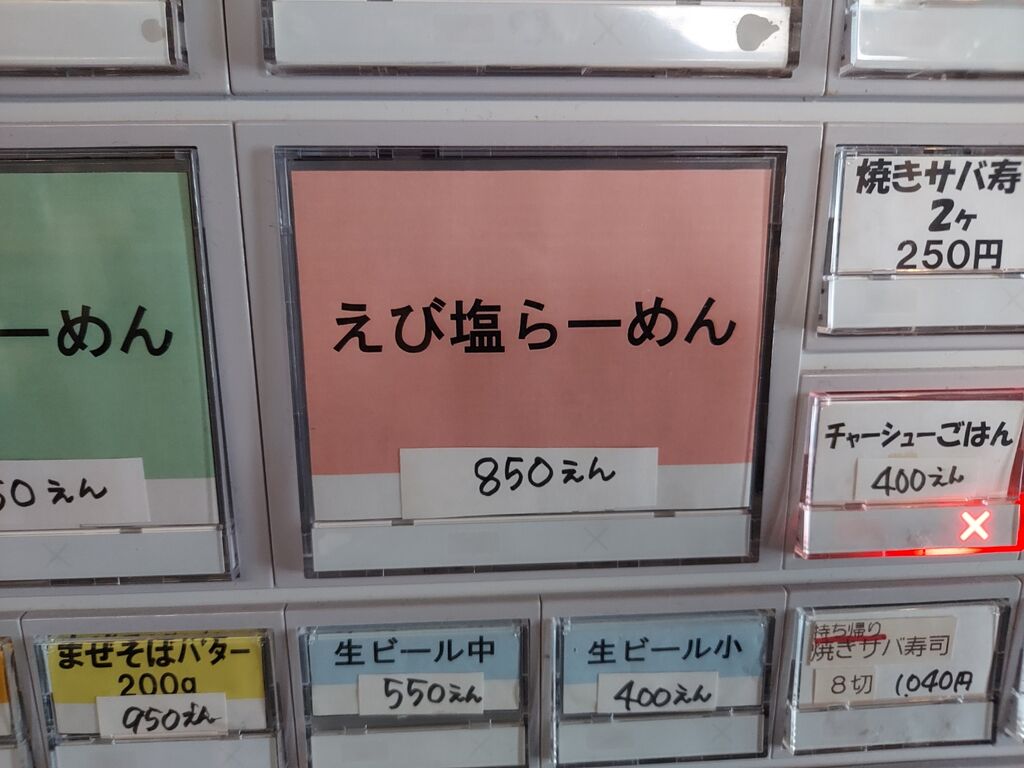 ーめん
50えん
えび塩らーめん
850えん
焼きサバ寿
2ヶ
250円
チャーシューごはん
400えん
×
まぜそばバター
200g
950えん
生ビール中
550えん
生ビール小
400えん
持ち帰り
焼きサバ寿司
8切 1,040円